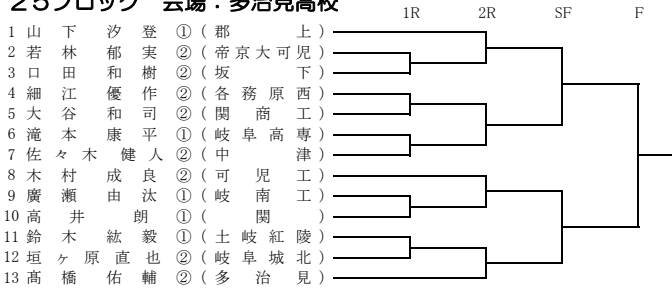 25ブロック 会場：多治見高校
1R 2R SF F
1 山下汐登 ① (郡上)
2 若林郁実 ② (帝京大可児)
3 口田和樹 ② (坂下)
4 細江優作 ② (各務原西)
5 大谷和司 ② (関商工)
6 滝本康平 ① (岐阜高専)
7 佐々木健人 ② (中津)
8 木村成良 ② (可児工)
9 廣瀬由汰 ① (岐南工)
10 高井朗 ① (関)
11 鈴木紘毅 ① (土岐紅陵)
12 垣ヶ原直也 ② (岐阜城北)
13 髙橋佑輔 ② (多治見)